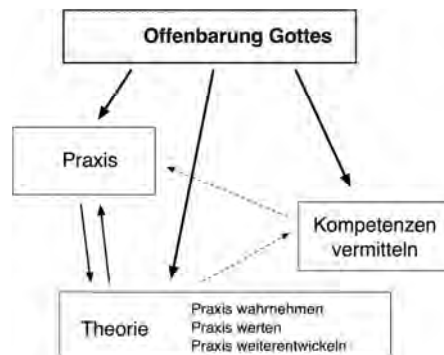 Offenbarung Gottes
Praxis
Kompetenzen
vermitteln
Theorie
Praxis wahrnehmen
Praxis werten
Praxis weiterentwickeln